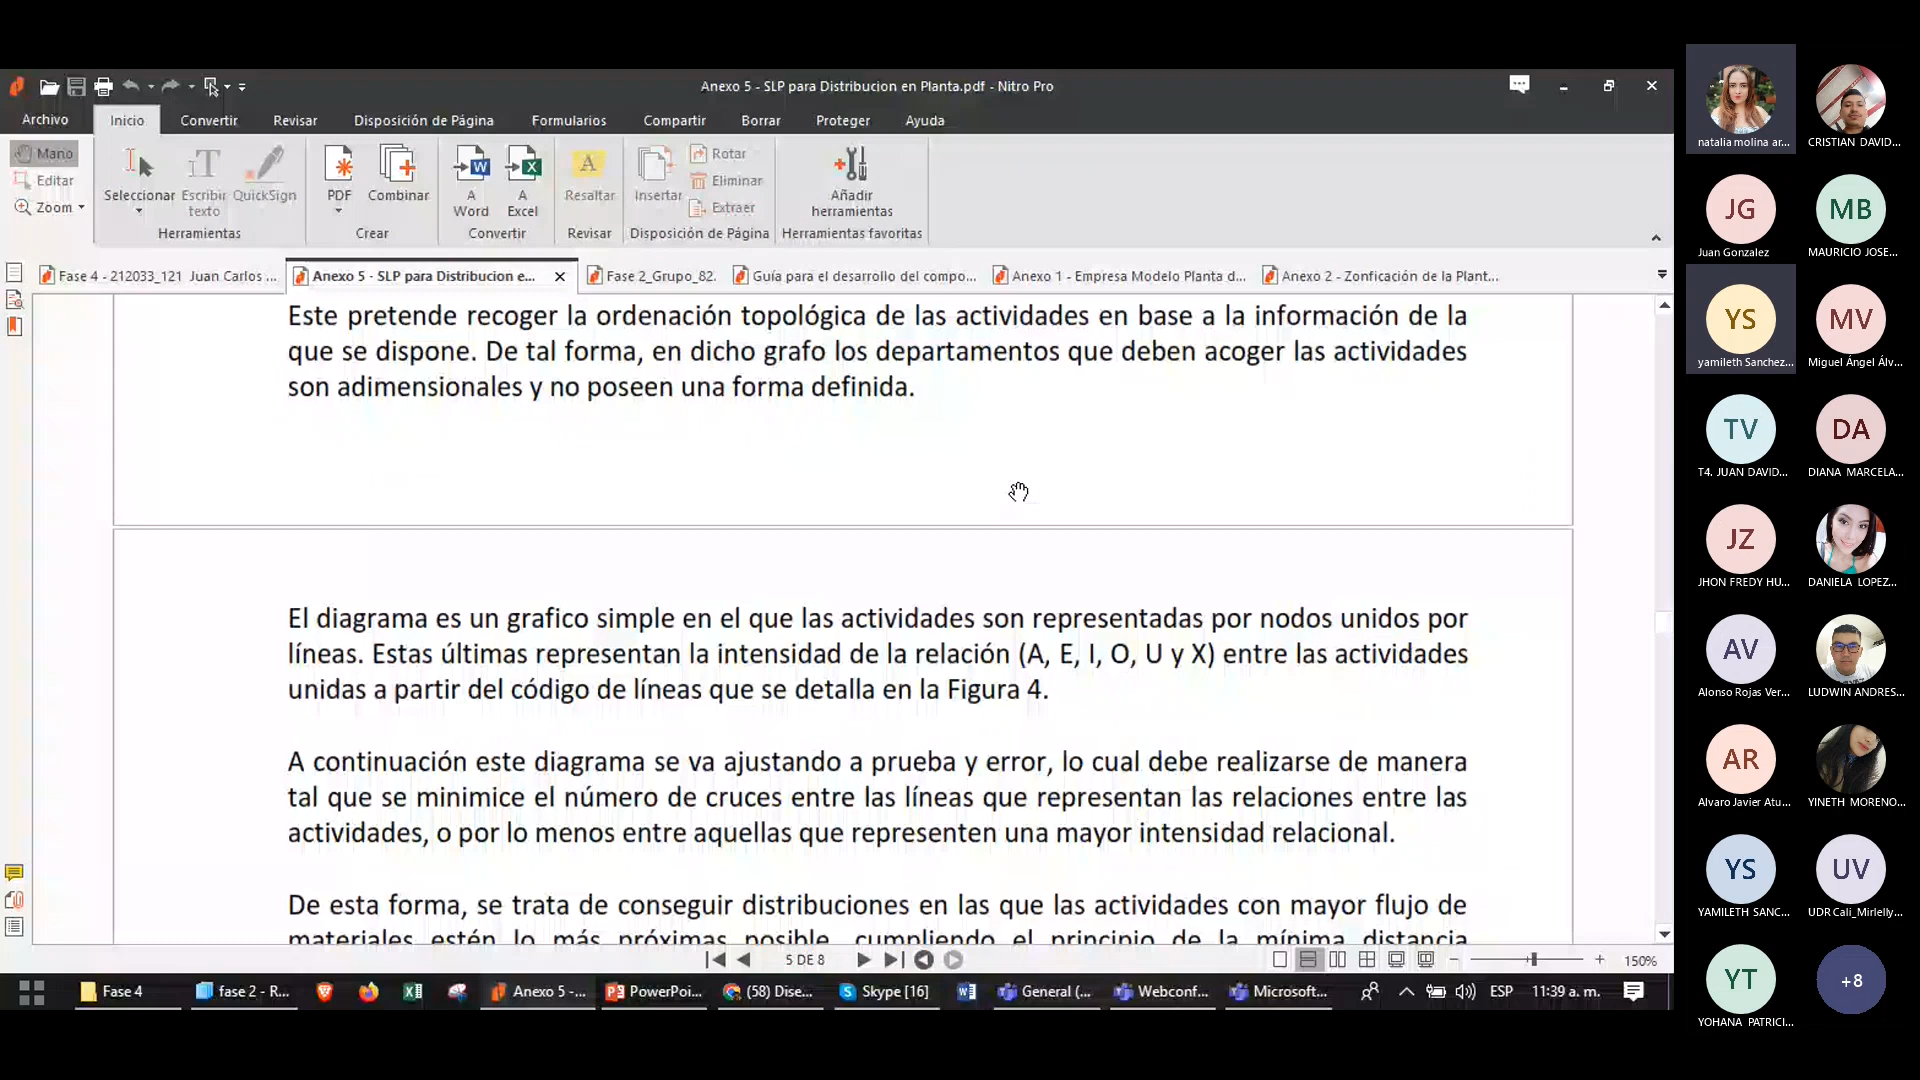 Anexo 5 - SLP para Distribucion en Planta.pdf - Nitro Pro
Archivo Inicio Convertir Revisar Disposición de Página Formularios Compartir Borrar Proteger Ayuda
Mano
Editar
Zoom
Seleccionar
Escribir texto
QuickSign
Herramientas
PDF
Combinar
Crear
A Word
A Excel
Convertir
Resaltar
Revisar
Insertar
Rotar
Eliminar
Extraer
Disposición de Página
Añadir herramientas
Herramientas favoritas
Fase 4 - 212033_121 Juan Carlos ...
Anexo 5 - SLP para Distribucion e...
Fase 2_Grupo_82.
Guía para el desarrollo del compo...
Anexo 1 - Empresa Modelo Planta d...
Anexo 2 - Zonficación de la Plant...
Este pretende recoger la ordenación topológica de las actividades en base a la información de la
que se dispone. De tal forma, en dicho grafo los departamentos que deben acoger las actividades
son adimensionales y no poseen una forma definida.
El diagrama es un grafico simple en el que las actividades son representadas por nodos unidos por
líneas. Estas últimas representan la intensidad de la relación (A, E, I, O, U y X) entre las actividades
unidas a partir del código de líneas que se detalla en la Figura 4.
A continuación este diagrama se va ajustando a prueba y error, lo cual debe realizarse de manera
tal que se minimice el número de cruces entre las líneas que representan las relaciones entre las
actividades, o por lo menos entre aquellas que representen una mayor intensidad relacional.
De esta forma, se trata de conseguir distribuciones en las que las actividades con mayor flujo de
materiales estén lo más próximas posible, cumpliendo el principio de la mínima distancia
5 DE 8
150%
Fase 4
fase 2 - R...
Anexo 5 -...
PowerPoi...
(58) Dise...
Skype [16]
General (...
Webconf...
Microsoft...
ESP
11:39 a. m.
natalia molina ar...
CRISTIAN DAVID...
JG
Juan Gonzalez
MB
MAURICIO JOSE...
YS
yamileth Sanchez...
MV
Miguel Ángel Álv...
TV
T4. JUAN DAVID...
DA
DIANA MARCELA...
JZ
JHON FREDY HU...
DANIELA LOPEZ...
AV
Alonso Rojas Ver...
LUDWIN ANDRES...
AR
Alvaro Javier Atu...
YINETH MORENO...
YS
YAMILETH SANC...
UV
UDR Cali_Mirlelly...
YT
YOHANA PATRICI...
+8